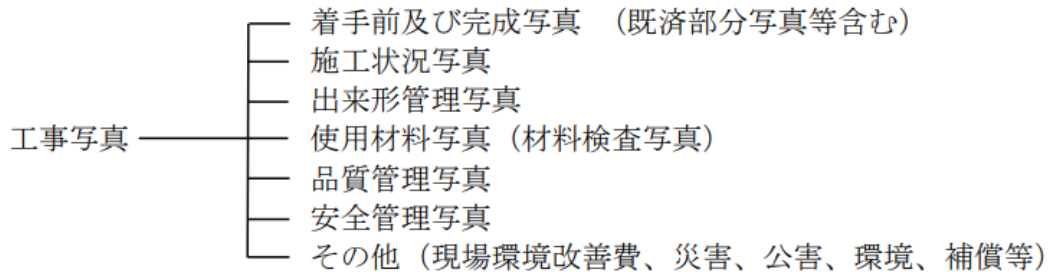 着手前及び完成写真　（既済部分写真等含む）
施工状況写真
出来形管理写真
工事写真
使用材料写真（材料検査写真）
品質管理写真
安全管理写真
その他（現場環境改善費、災害、公害、環境、補償等）